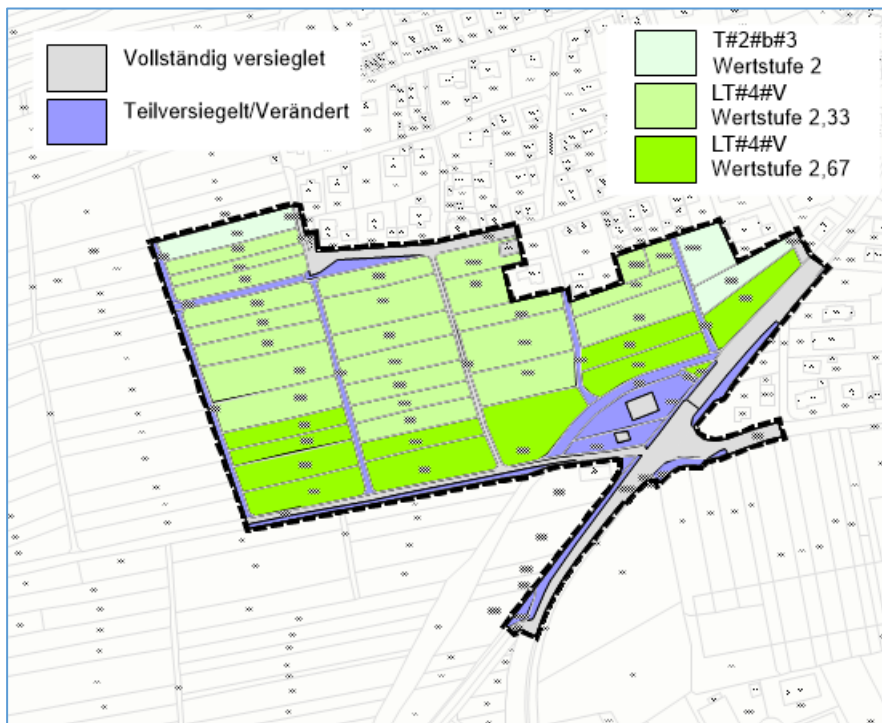 Vollständig versieglet
Teilversiegelt/Verändert
T#2#b#3
Wertstufe 2
LT#4#V
Wertstufe 2,33
LT#4#V
Wertstufe 2,67